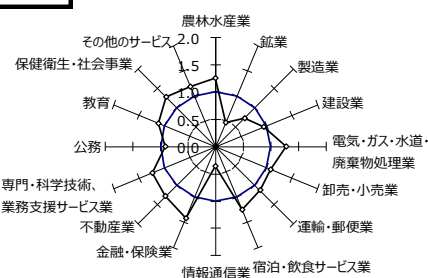 農林水産業
鉱業
製造業
建設業
電気・ガス・水道・
廃棄物処理業
卸売・小売業
運輸・郵便業
宿泊・飲食サービス業
情報通信業
金融・保険業
不動産業
専門・科学技術、
業務支援サービス業
公務
教育
保健衛生・社会事業
その他のサービス
2.0
1.5
1.0
0.5
0.0